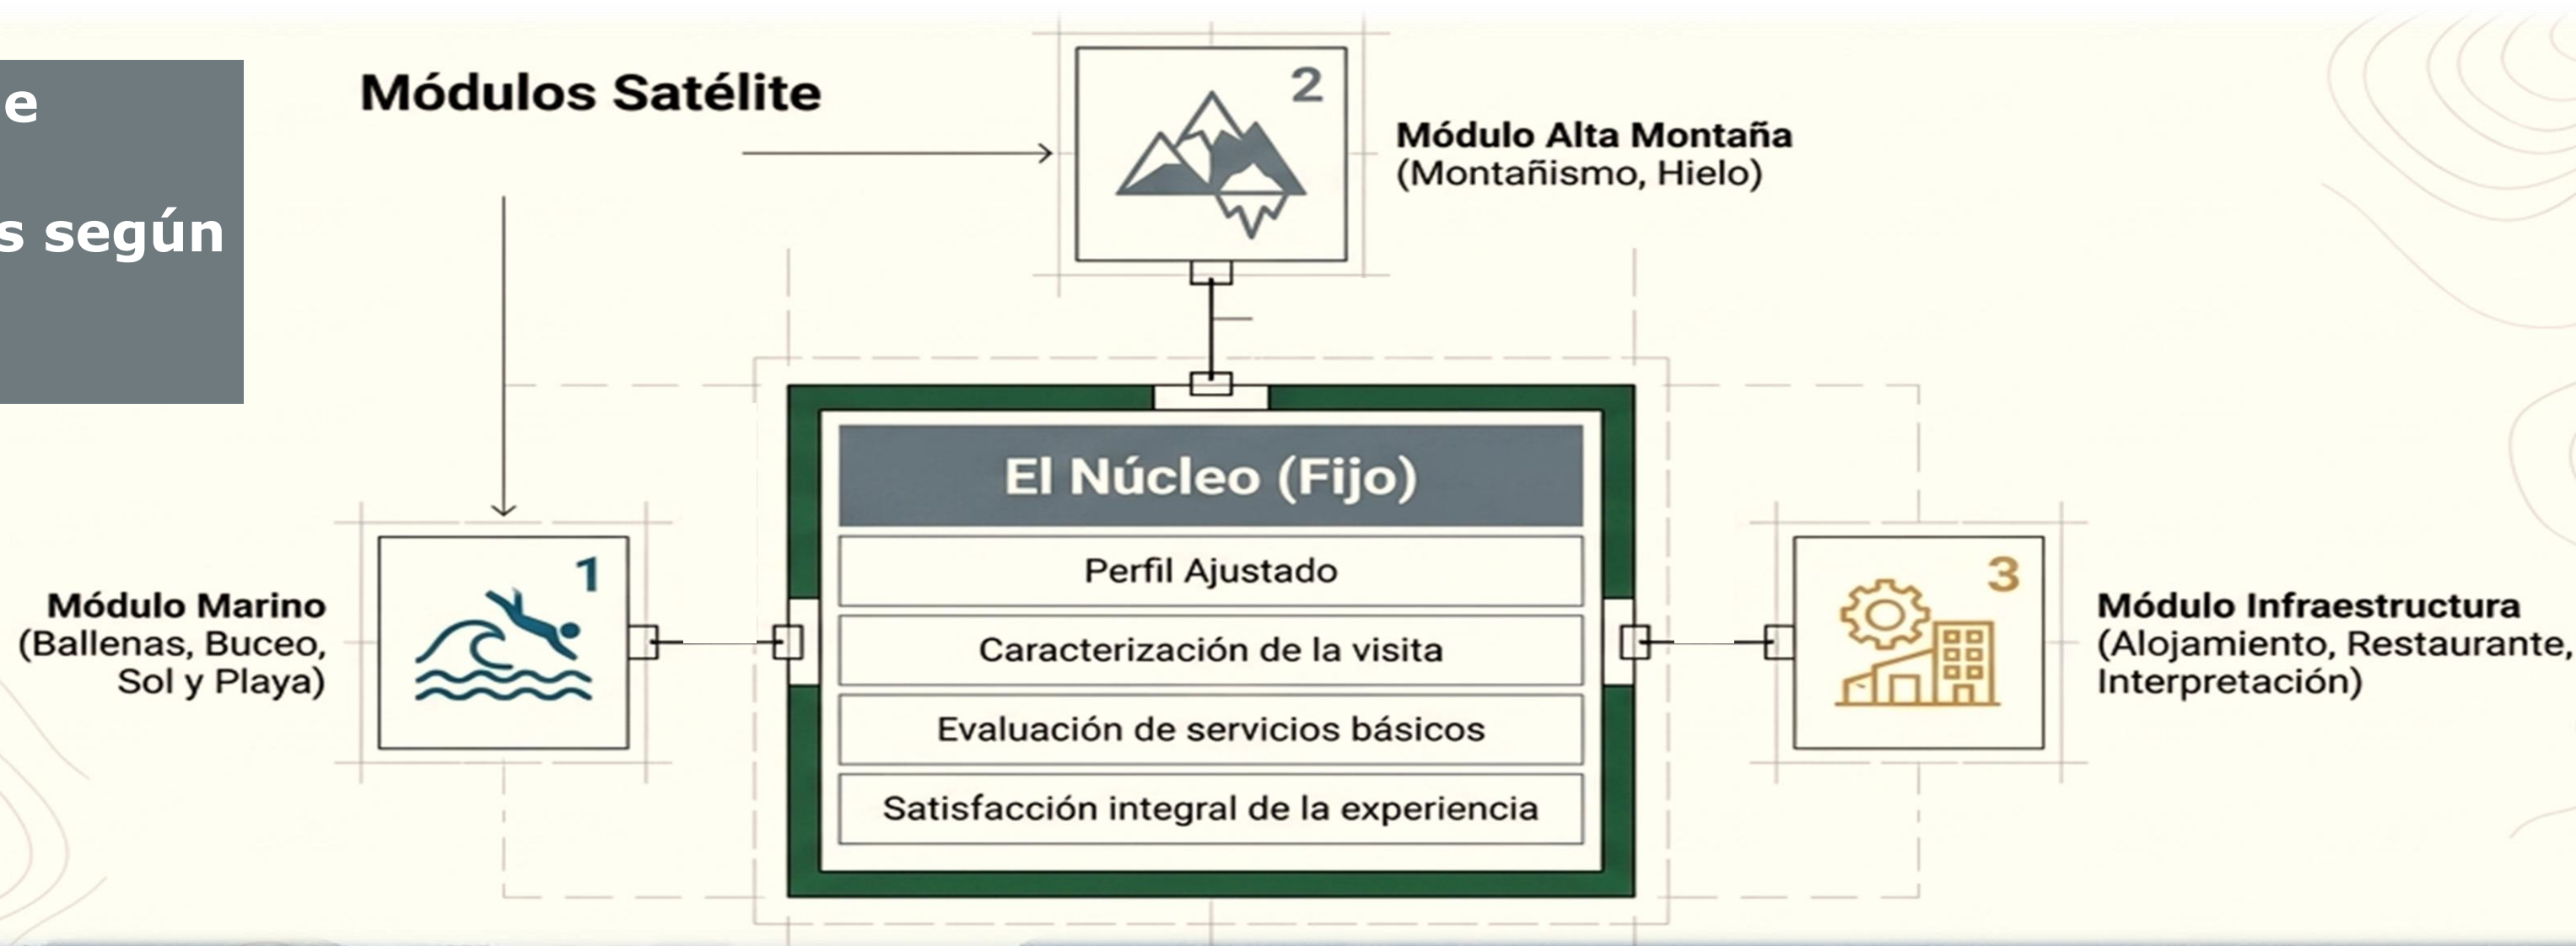 e
s según
Módulos Satélite
2
Módulo Alta Montaña
(Montañismo, Hielo)
1
Módulo Marino
(Ballenas, Buceo,
Sol y Playa)
El Núcleo (Fijo)
Perfil Ajustado
Caracterización de la visita
Evaluación de servicios básicos
Satisfacción integral de la experiencia
3
Módulo Infraestructura
(Alojamiento, Restaurante,
Interpretación)